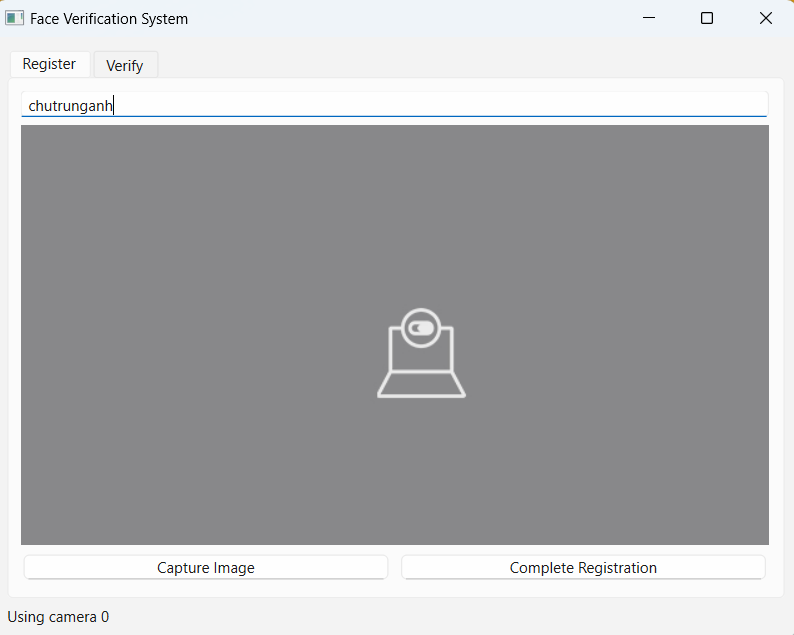 Face Verification System
Register
Verify
chutrunganh
Capture Image
Complete Registration
Using camera 0